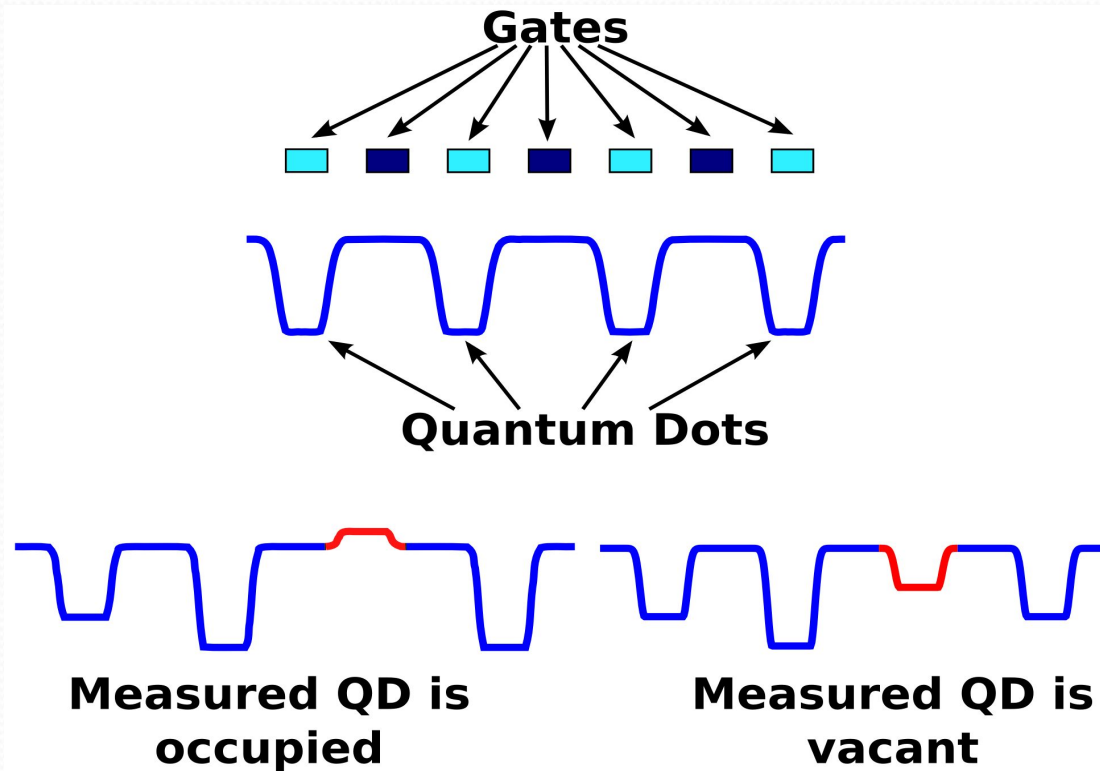 Gates
Quantum Dots
Measured QD is
occupied
Measured QD is
vacant